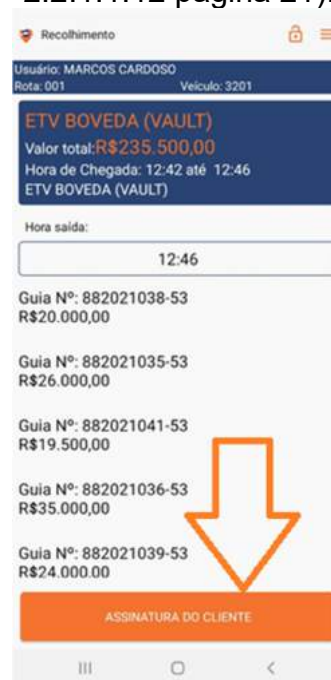 Recolhimento
Usuário: MARCOS CARDOSO
Rota: 001 Veículo: 3201
ETV BOVEDA (VAULT)
Valor total:R$235.500,00
Hora de Chegada: 12:42 até 12:46
ETV BOVEDA (VAULT)
Hora saída:
12:46
Guia Nº: 882021038-53
R$20.000,00
Guia Nº: 882021035-53
R$26.000,00
Guia Nº: 882021041-53
R$19.500,00
Guia Nº: 882021036-53
R$35.000,00
Guia Nº: 882021039-53
R$24.000.00
ASSINATURA DO CLIENTE